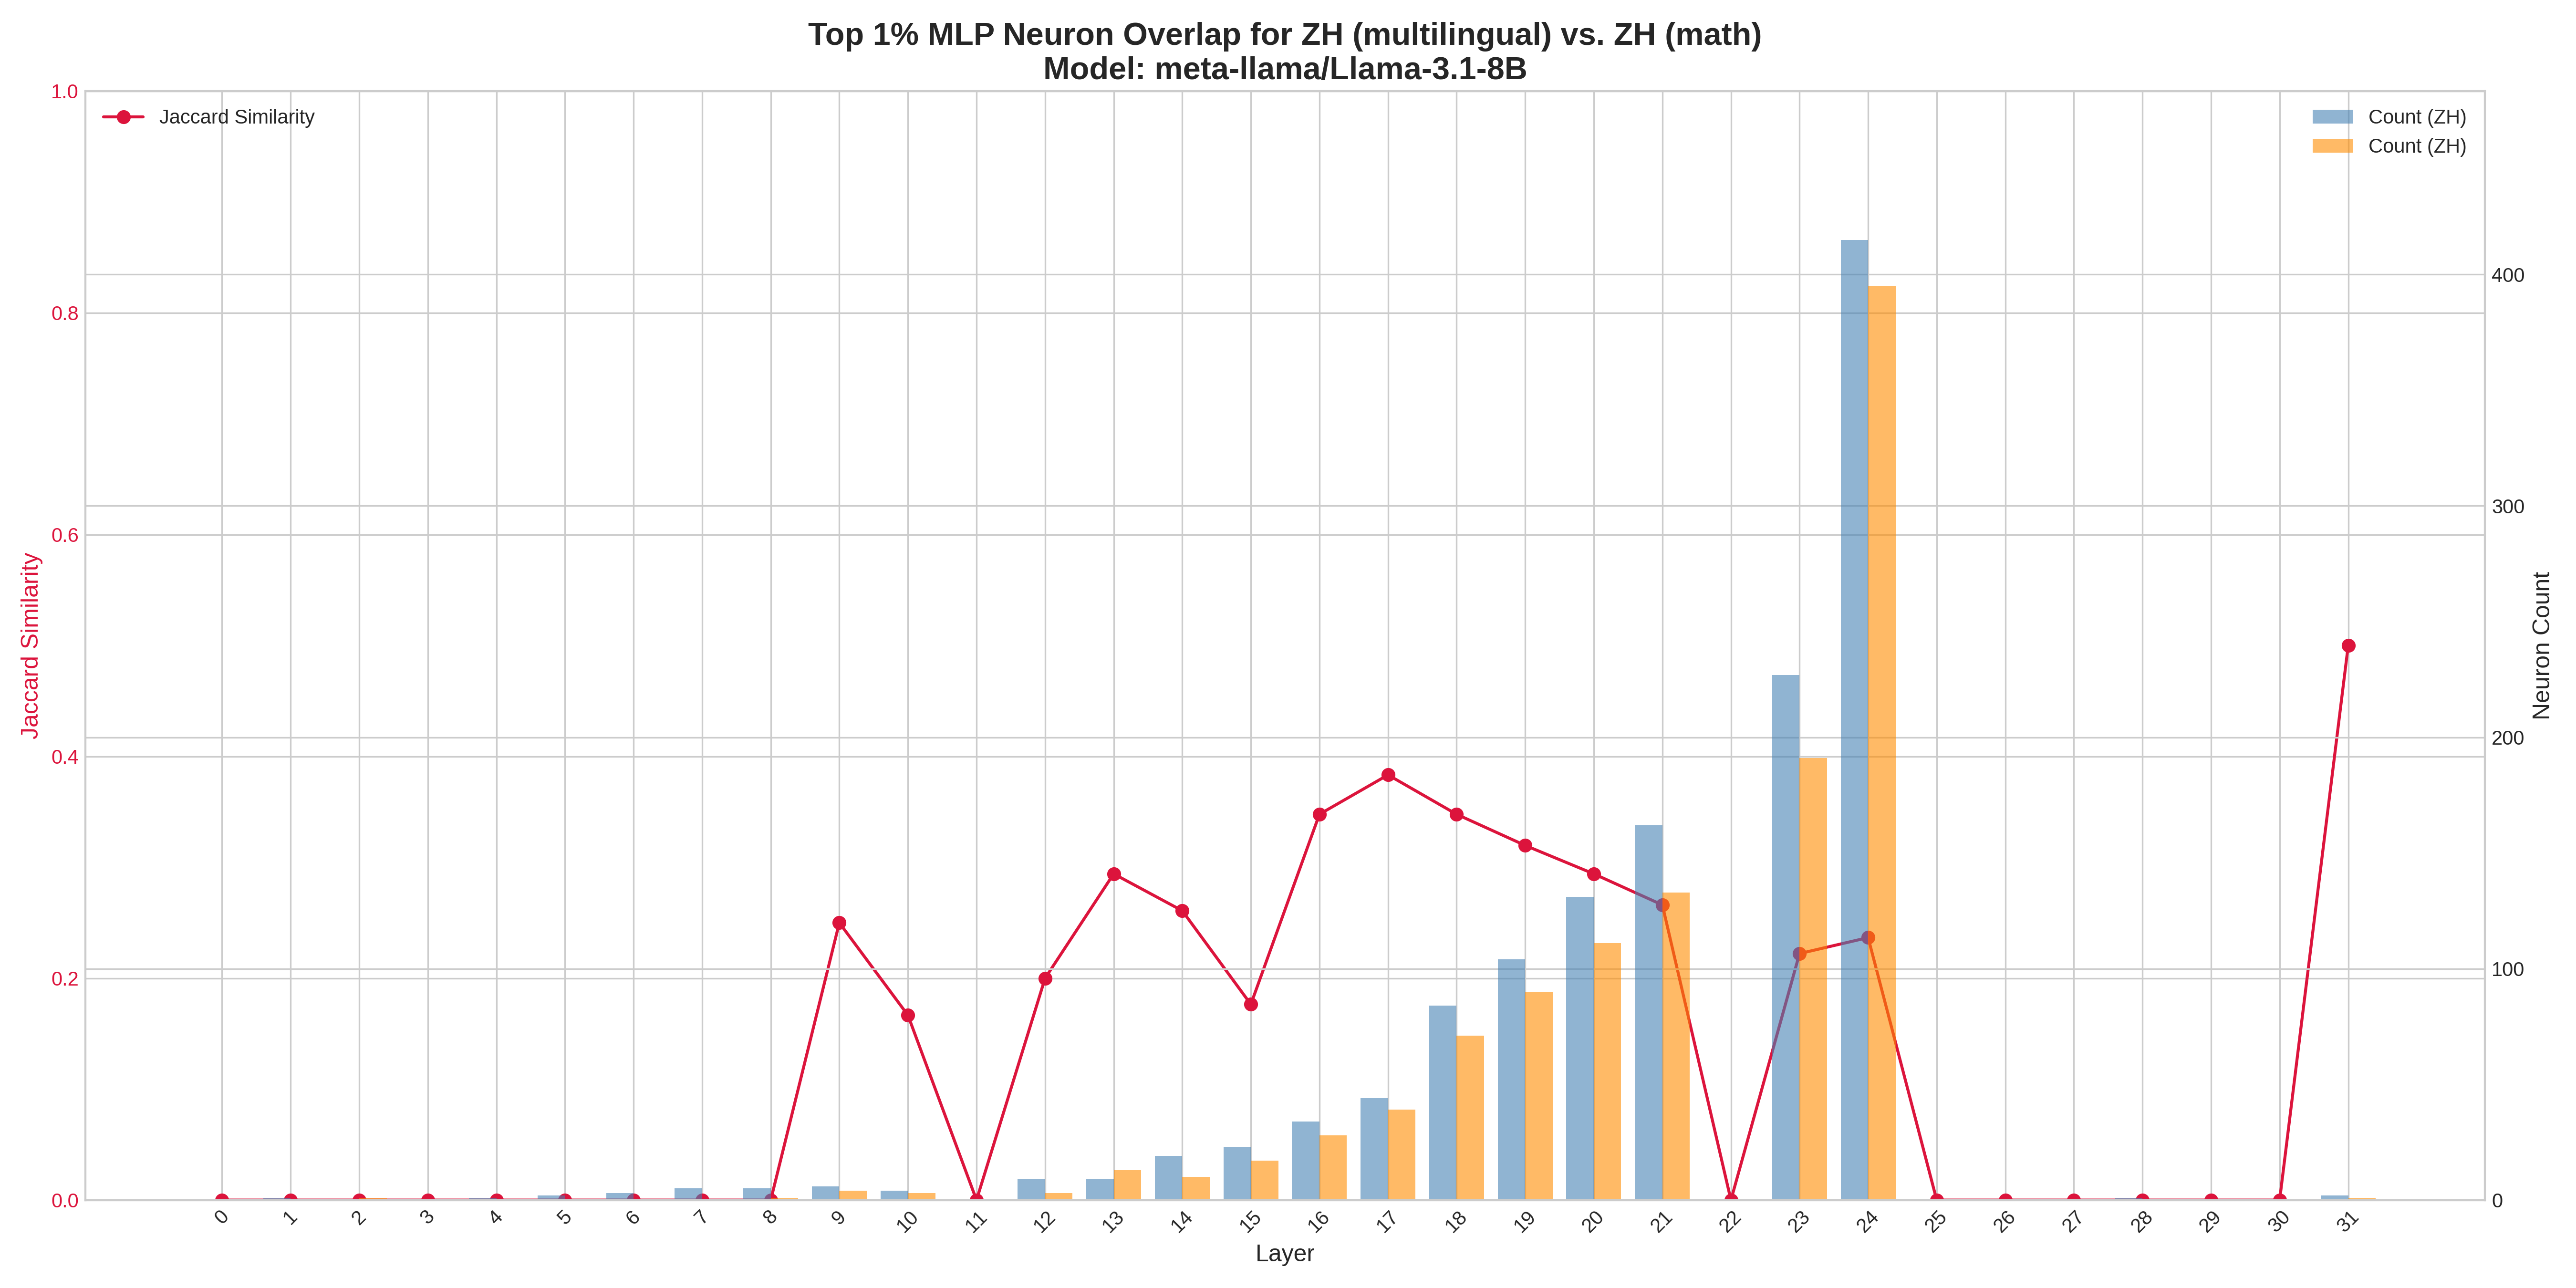 Top 1% MLP Neuron Overlap for ZH (multilingual) vs. ZH (math)
Model: meta-llama/Llama-3.1-8B
Jaccard Similarity
Count (ZH)
Count (ZH)
1.0
0.8
0.6
0.4
0.2
0.0
Jaccard Similarity
400
300
200
100
0
Neuron Count
0 1 2 3 4 5 6 7 8 9 10 11 12 13 14 15 16 17 18 19 20 21 22 23 24 25 26 27 28 29 30 31
Layer